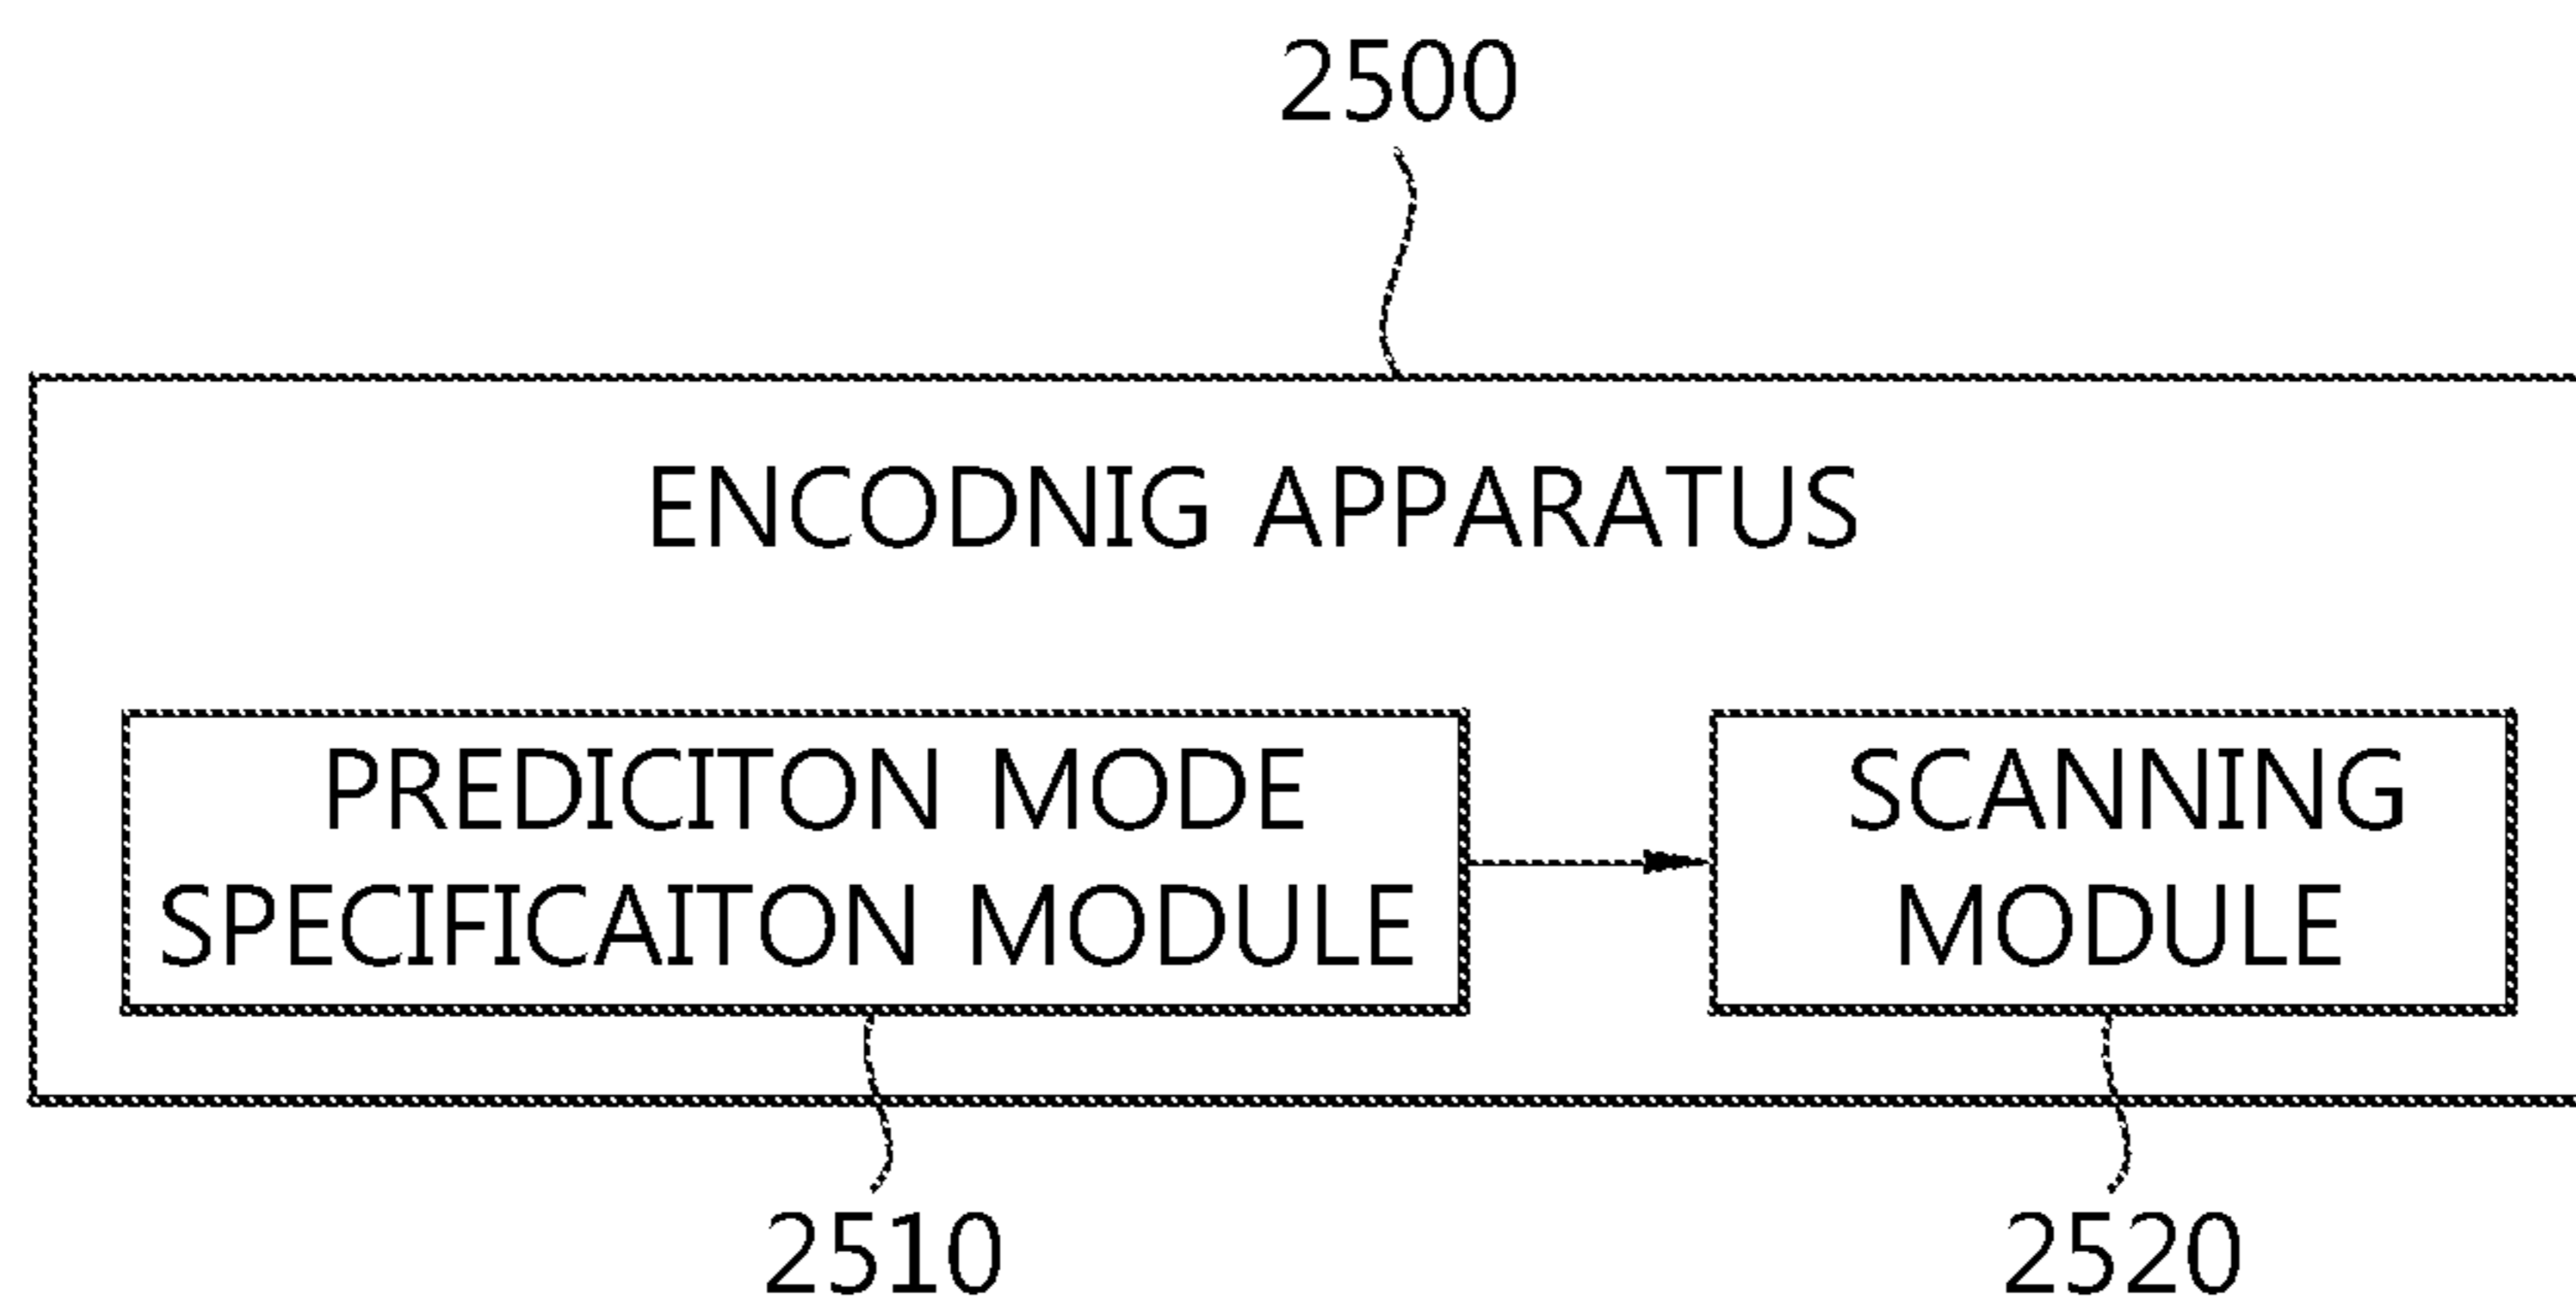 2500
ENCODNIG APPARATUS
PREDICITON MODE
SPECIFICAITON MODULE
SCANNING
MODULE
2510
2520